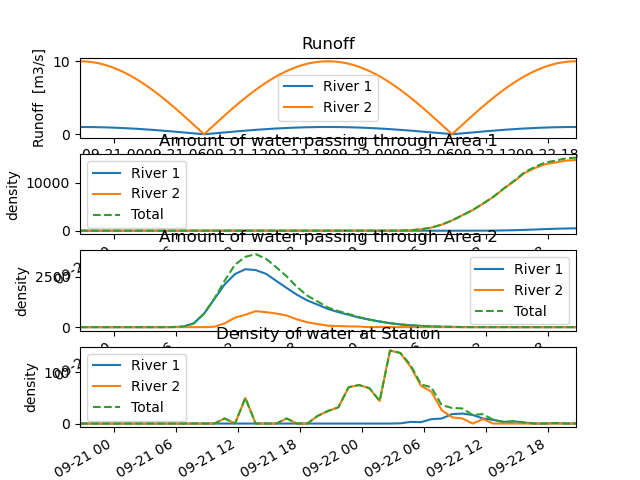 Runoff
10
0
Runoff [m3/s]
River 1
River 2
Amount of water passing through Area 1
10000
0
density
River 1
River 2
Total
Amount of water passing through Area 2
0
density
River 1
River 2
Total
Density of water at Station
0
density
River 1
River 2
Total
09-21 00
09-21 06
09-21 12
09-21 18
09-22 00
09-22 06
09-22 12
09-22 18